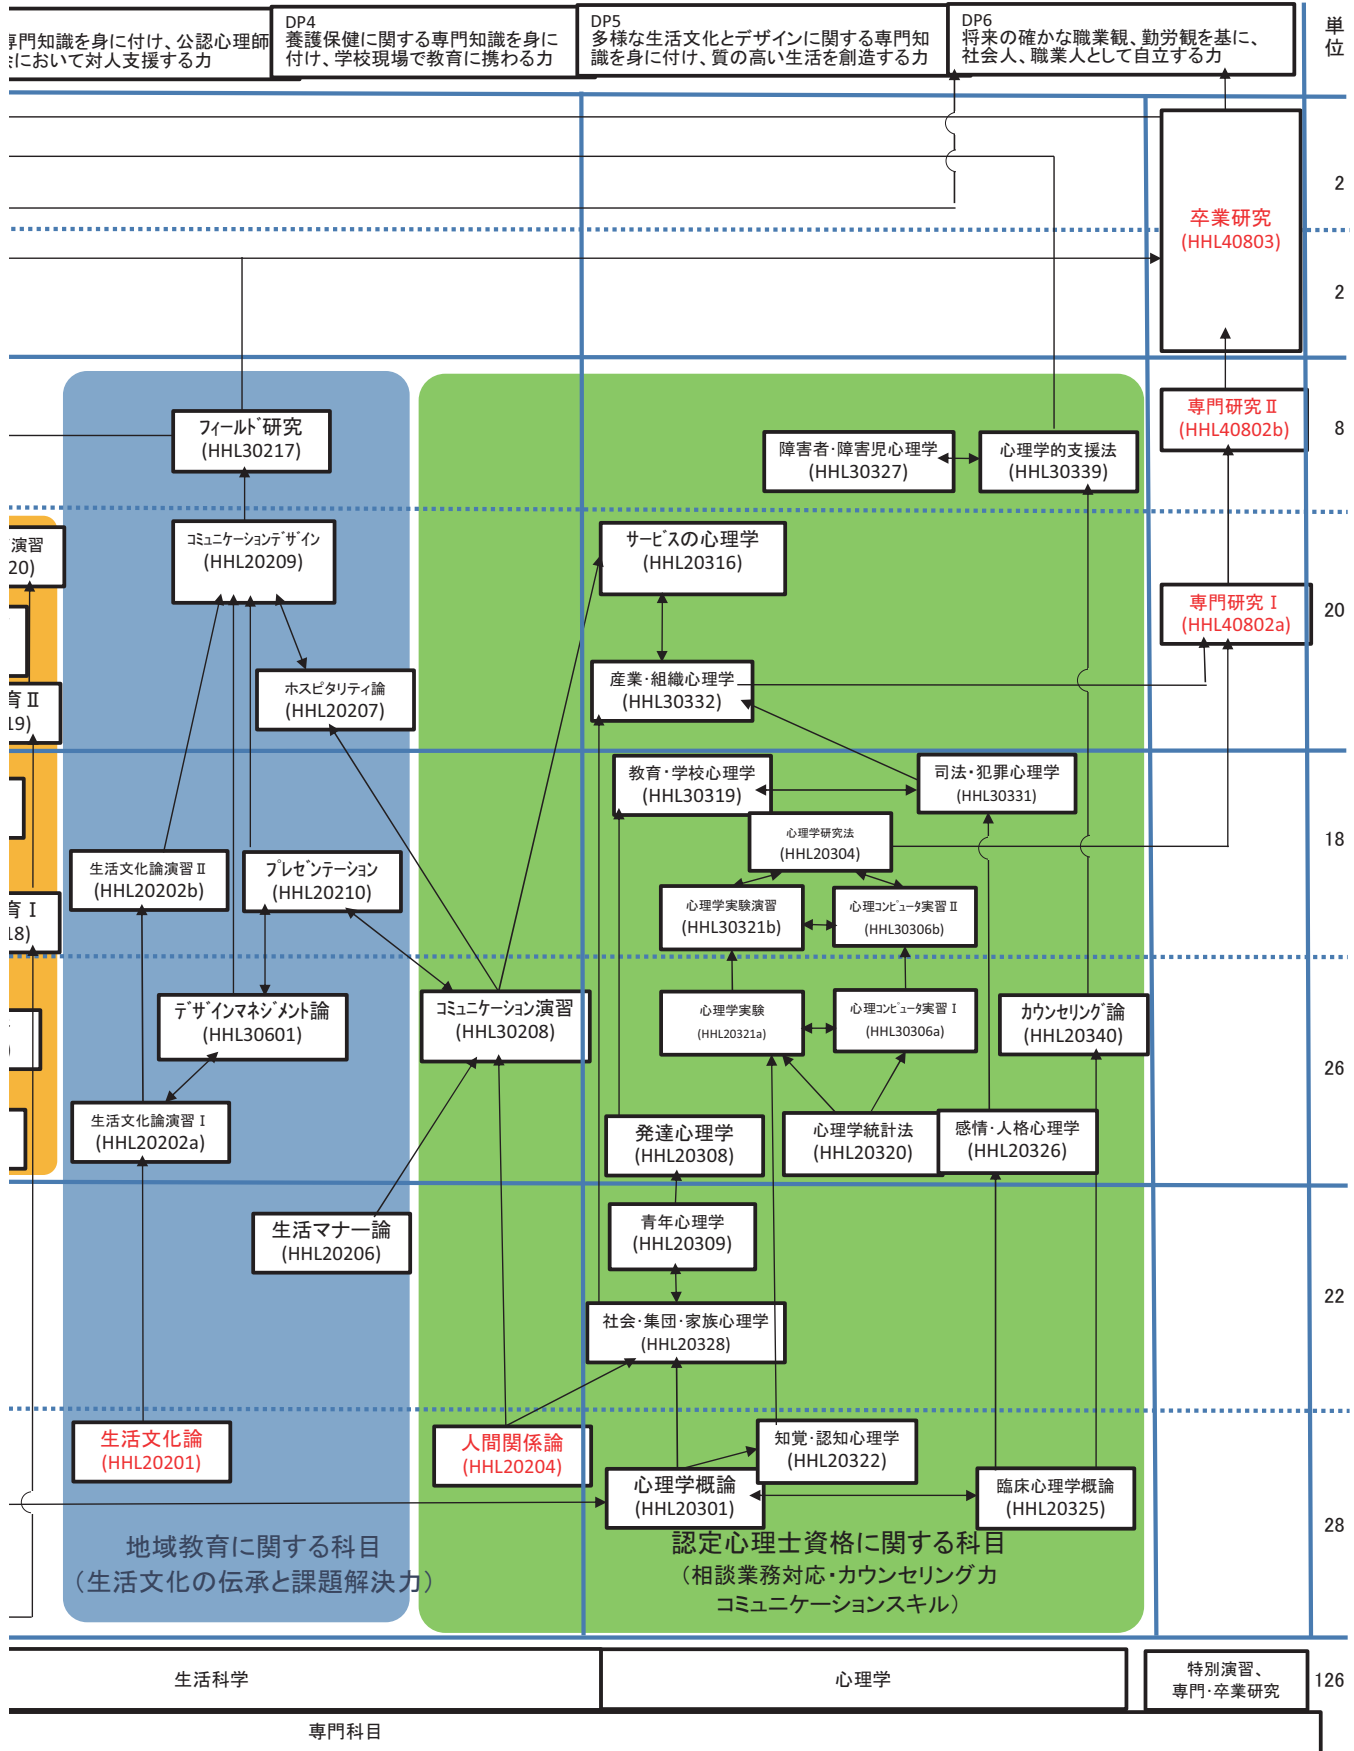 専門知識を身に付け、公認心理師
において対人支援する力
DP4
養護保健に関する専門知識を身に
付け、学校現場で教育に携わる力
DP5
多様な生活文化とデザインに関する専門知
識を身に付け、質の高い生活を創造する力
DP6
将来の確かな職業観、勤労観を基に、
社会人、職業人として自立する力
単
位
2
卒業研究
(HHL40803)
2
フィールド研究
(HHL30217)
障害者・障害児心理学
(HHL30327)
心理学的支援法
(HHL30339)
専門研究Ⅱ
(HHL40802b)
8
演習
20)
コミュニケーションデザイン
(HHL20209)
サービスの心理学
(HHL20316)
専門研究Ⅰ
(HHL40802a)
20
育Ⅱ
19)
ホスピタリティ論
(HHL20207)
産業・組織心理学
(HHL30332)
教育・学校心理学
(HHL30319)
司法・犯罪心理学
(HHL30331)
心理学研究法
(HHL20304)
18
生活文化論演習Ⅱ
(HHL20202b)
プレゼンテーション
(HHL20210)
育Ⅰ
18)
心理学実験演習
(HHL30321b)
心理コンピュータ実習Ⅱ
(HHL30306b)
デザインマネジメント論
(HHL30601)
コミュニケーション演習
(HHL30208)
心理学実験
(HHL20321a)
心理コンピュータ実習Ⅰ
(HHL30306a)
カウンセリング論
(HHL20340)
26
生活文化論演習Ⅰ
(HHL20202a)
発達心理学
(HHL20308)
心理学統計法
(HHL20320)
感情・人格心理学
(HHL20326)
生活マナー論
(HHL20206)
青年心理学
(HHL20309)
社会・集団・家族心理学
(HHL20328)
22
生活文化論
(HHL20201)
人間関係論
(HHL20204)
知覚・認知心理学
(HHL20322)
心理学概論
(HHL20301)
臨床心理学概論
(HHL20325)
28
地域教育に関する科目
（生活文化の伝承と課題解決力）
認定心理士資格に関する科目
（相談業務対応・カウンセリング力
コミュニケーションスキル）
生活科学
心理学
特別演習、
専門・卒業研究
126
専門科目